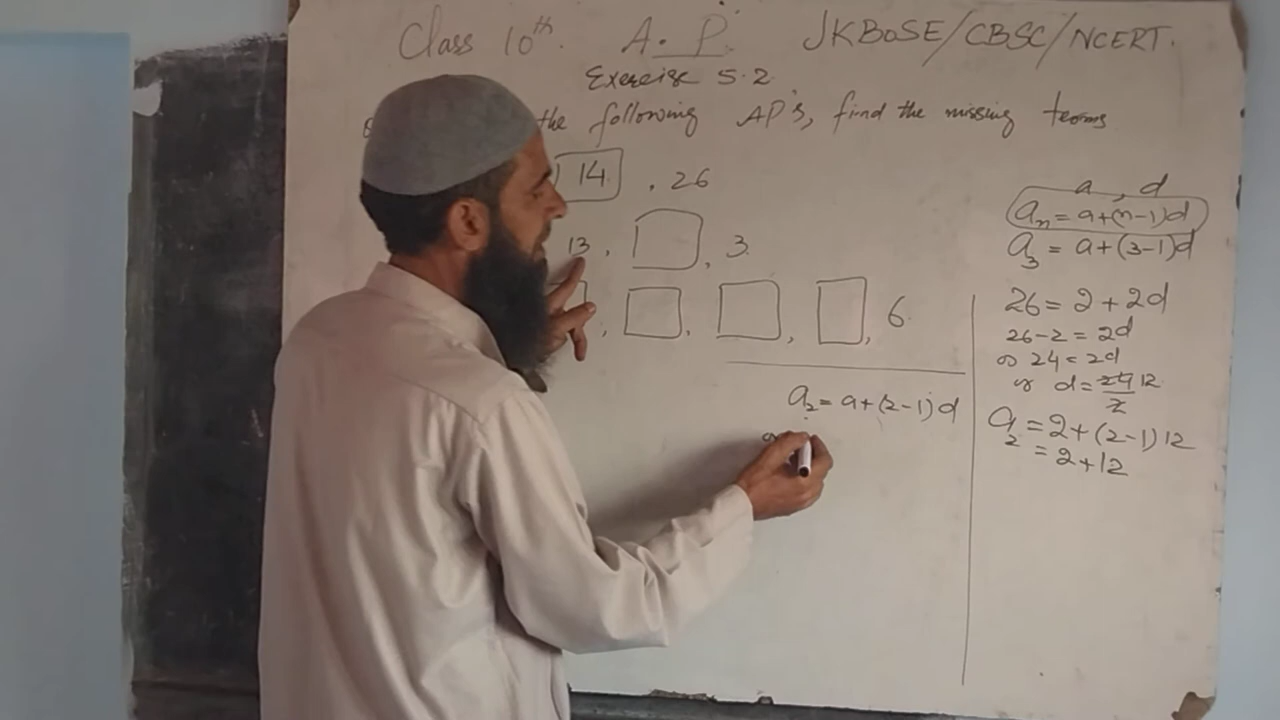 Class 10th. A.P. JKBOSE/CBSC/NCERT.
Exercise 5.2
the following AP's, find the missing terms
14 , 26
13 , , 3
, , , , 6
a2 = a+(2-1)d
a , d
an = a+(n-1)d
a3 = a+(3-1)d
26 = 2 + 2d
26-2 = 2d
or 24 = 2d
or d = 24/2 12
a2 = 2+(2-1)12
= 2+12